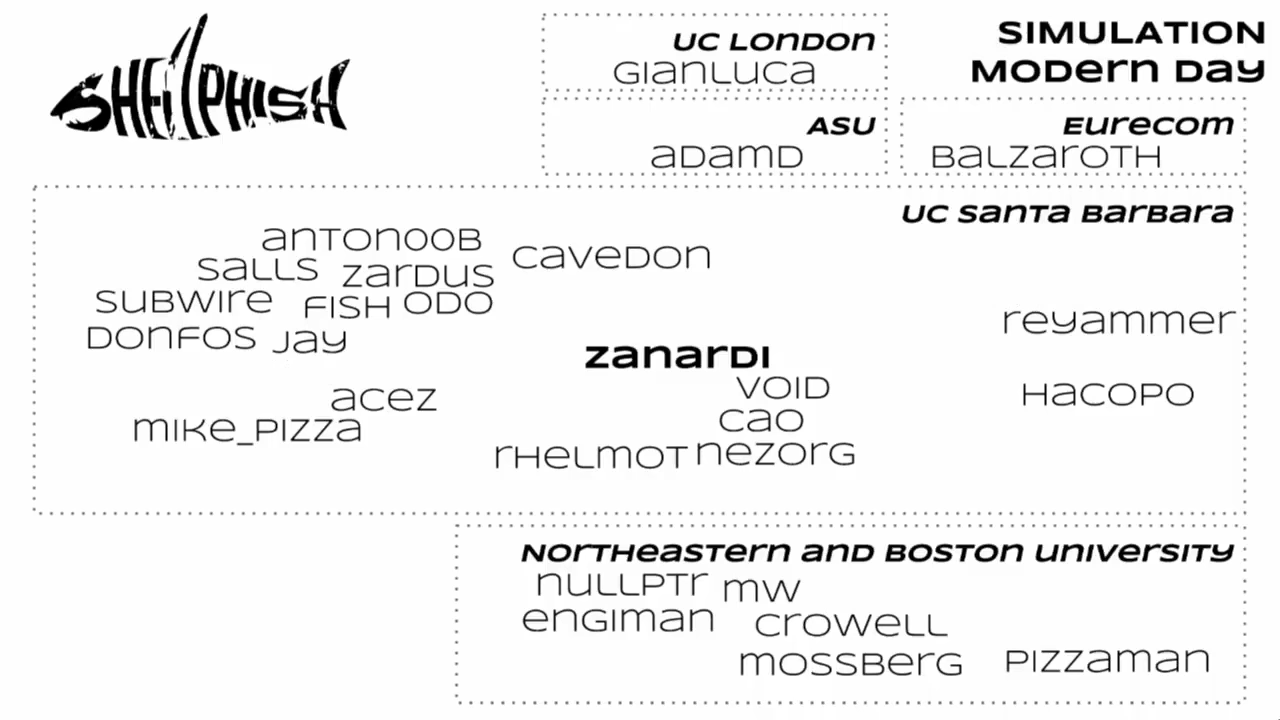 SHELLPHISH
SIMULATION
MODern Day
UC LONDON
GIANLUCA
ASU
aDamD
Eurecom
BALZAROTH
UC Santa BarBara
anTONOOB
CAVEDON
SALLS ZarDUS
SUBWIre FISH ODO
DONFOS Jay
reyammer
Zanardi
VOID
HaCOPO
acez
CAO
MIKe_PIZZa
rHeLMOT nezorG
NORTHeaSTern anD BOSTON UNIVERSITY
nULLPTr MW
enGIMan CrOWeLL
MOSSBerG PIZZaMan